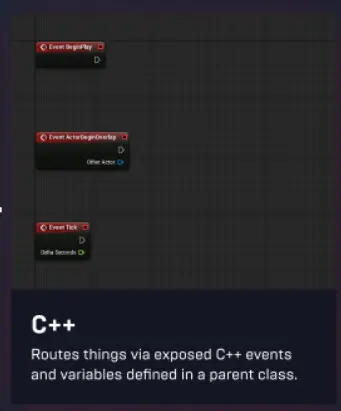 Event BeginPlay
Event ActorBeginOverlap
Other Actor
Event Tick
Delta Seconds
C++
Routes things via exposed C++ events
and variables defined in a parent class.